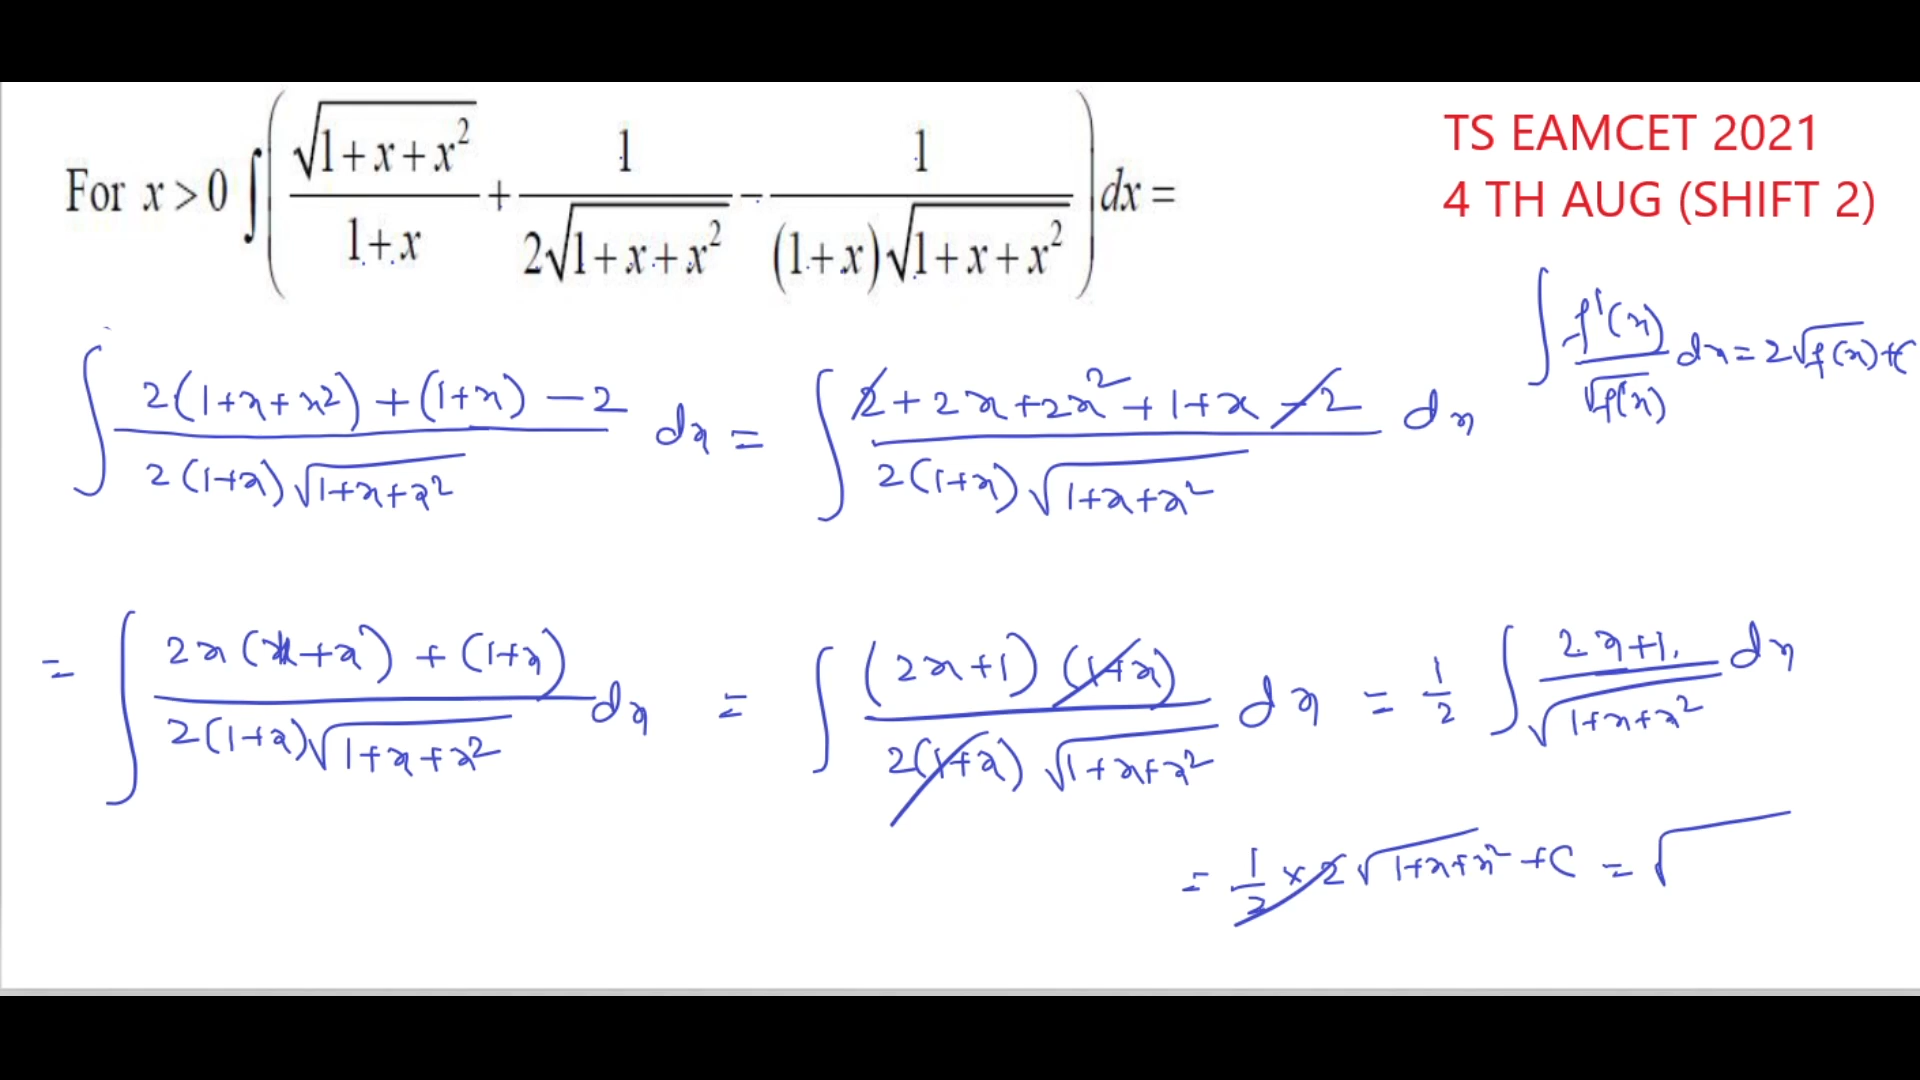 For x>0 ∫(√(1+x+x²)/(1+x) + 1/(2√(1+x+x²)) − 1/((1+x)√(1+x+x²)))dx =
TS EAMCET 2021
4 TH AUG (SHIFT 2)
∫ f'(x)/√f(x) dx = 2√f(x) + C
∫ (2(1+x+x²)+(1+x)−2)/(2(1+x)√(1+x+x²)) dx = ∫ (2+2x+2x²+1+x−2)/(2(1+x)√(1+x+x²)) dx
= ∫ (2x(1+x)+(1+x))/(2(1+x)√(1+x+x²)) dx = ∫ ((2x+1)(1+x))/(2(1+x)√(1+x+x²)) dx = 1/2 ∫ (2x+1)/√(1+x+x²) dx
= 1/2 × 2√(1+x+x²) + C = √